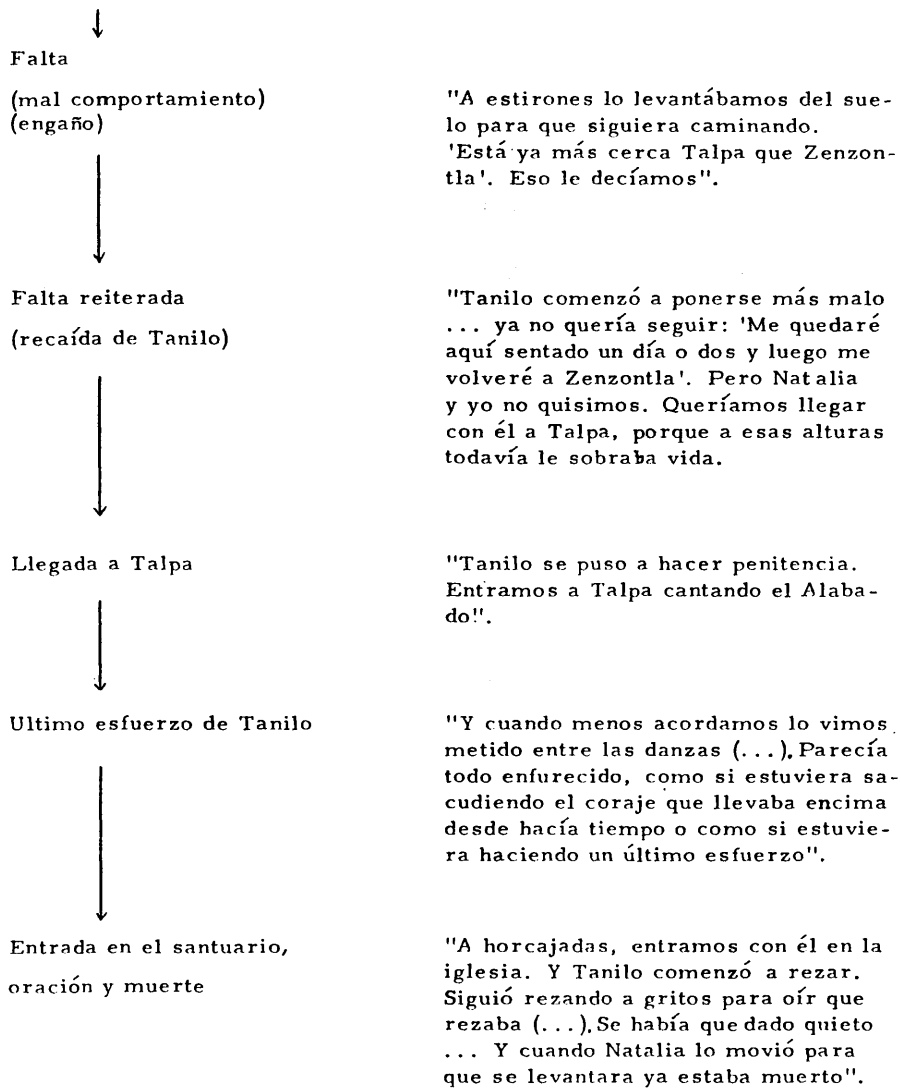 Falta
(mal comportamiento)
(engaño)
"A estirones lo levantábamos del sue-
lo para que siguiera caminando.
'Está ya más cerca Talpa que Zenzon-
tla'. Eso le decíamos".
Falta reiterada
(recaída de Tanilo)
"Tanilo comenzó a ponerse más malo
... ya no quería seguir: 'Me quedaré
aquí sentado un día o dos y luego me
volveré a Zenzontla'. Pero Natalia
y yo no quisimos. Queríamos llegar
con él a Talpa, porque a esas alturas
todavía le sobraba vida.
Llegada a Talpa
"Tanilo se puso a hacer penitencia.
Entramos a Talpa cantando el Alaba-
do!".
Ultimo esfuerzo de Tanilo
"Y cuando menos acordamos lo vimos
metido entre las danzas (...). Parecía
todo enfurecido, como si estuviera sa-
cudiendo el coraje que llevaba encima
desde hacía tiempo o como si estuvie-
ra haciendo un último esfuerzo".
Entrada en el santuario,
oración y muerte
"A horcajadas, entramos con él en la
iglesia. Y Tanilo comenzó a rezar.
Siguió rezando a gritos para oír que
rezaba (...). Se había que dado quieto
... Y cuando Natalia lo movió para
que se levantara ya estaba muerto".